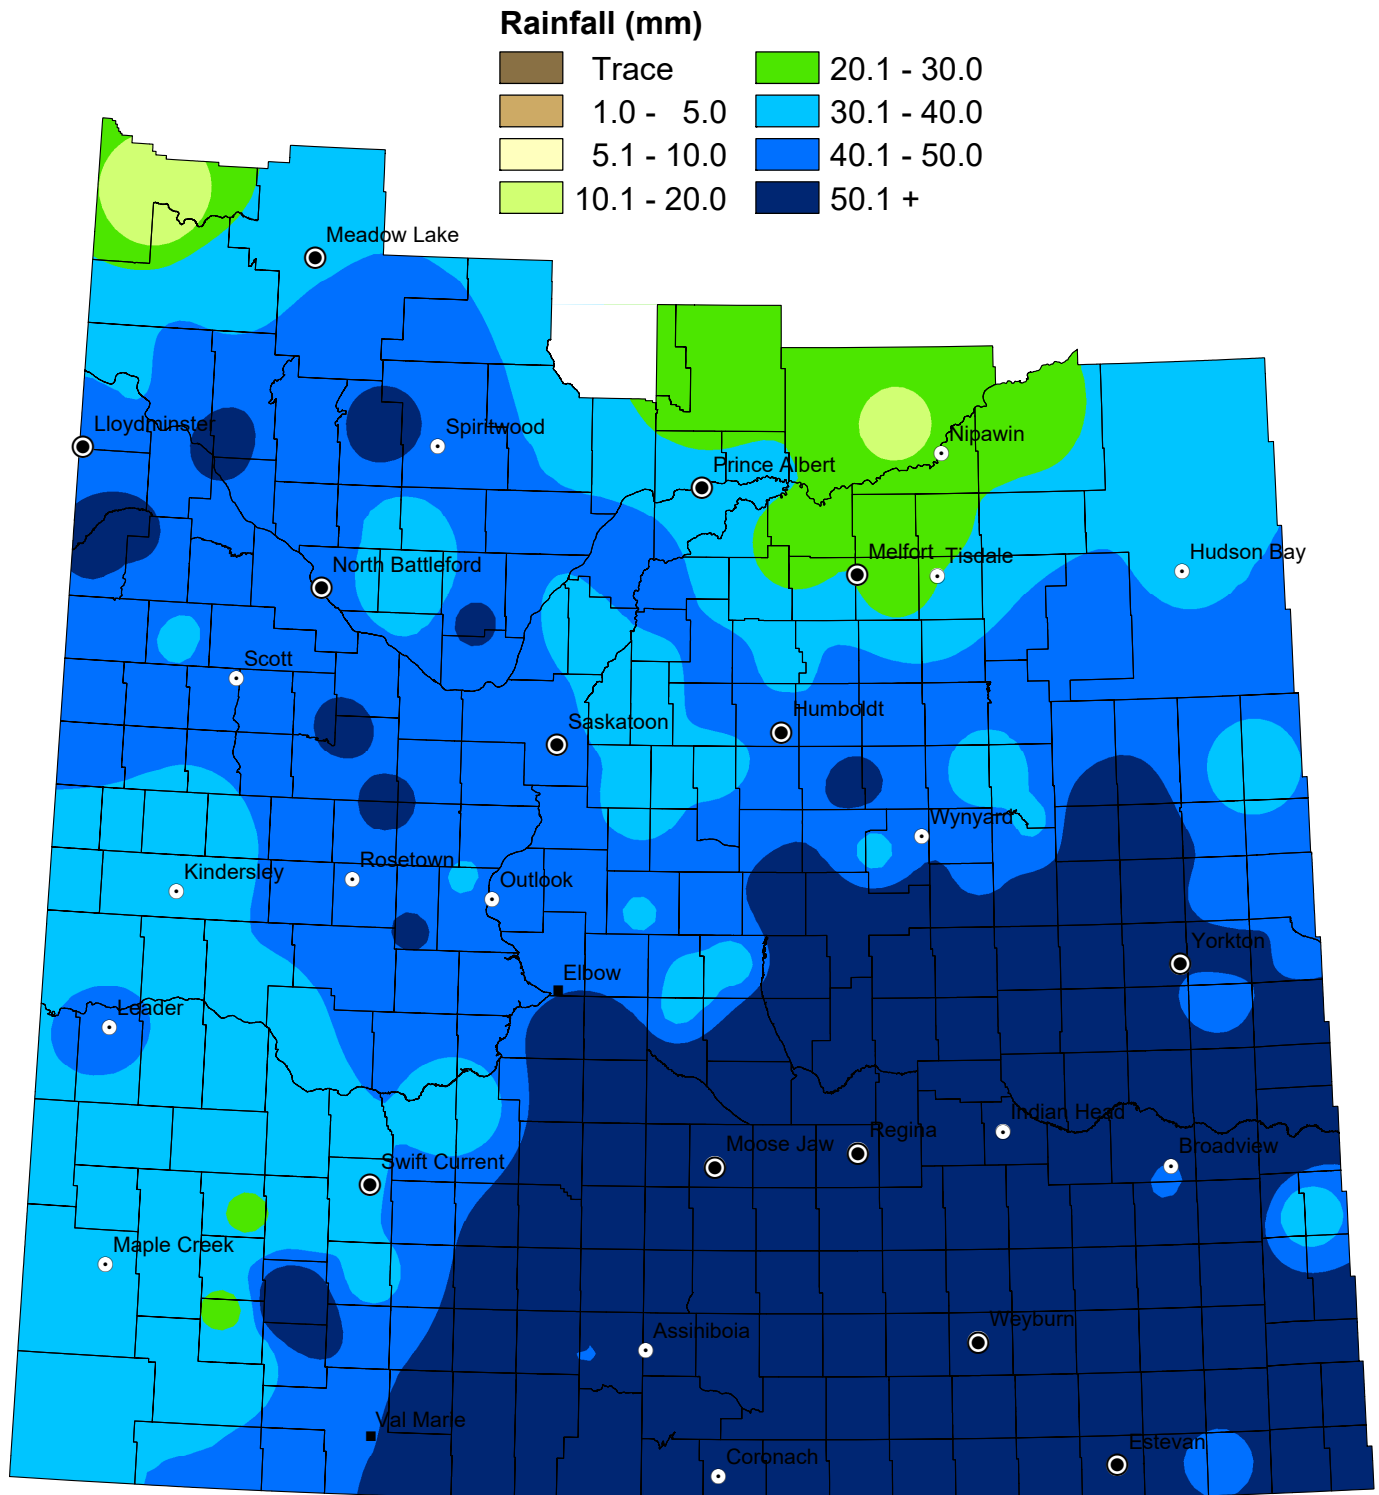 Rainfall (mm)
Trace
20.1 - 30.0
1.0 - 5.0
30.1 - 40.0
5.1 - 10.0
40.1 - 50.0
10.1 - 20.0
50.1 +
Meadow Lake
Lloydminster
Spiritwood
Nipawin
Prince Albert
Melfort
Tisdale
Hudson Bay
North Battleford
Scott
Saskatoon
Humboldt
Wynyard
Rosetown
Kindersley
Outlook
Yorkton
Elbow
Leader
Indian Head
Regina
Moose Jaw
Broadview
Swift Current
Maple Creek
Weyburn
Assiniboia
Val Marie
Estevan
Coronach